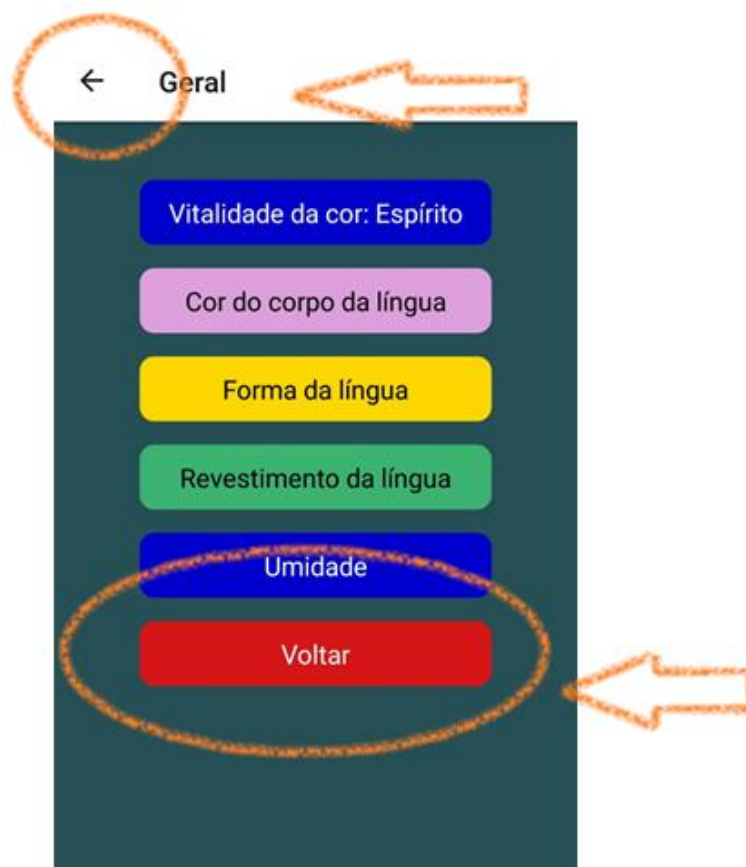 Geral
Vitalidade da cor: Espírito
Cor do corpo da língua
Forma da língua
Revestimento da língua
Umidade
Voltar